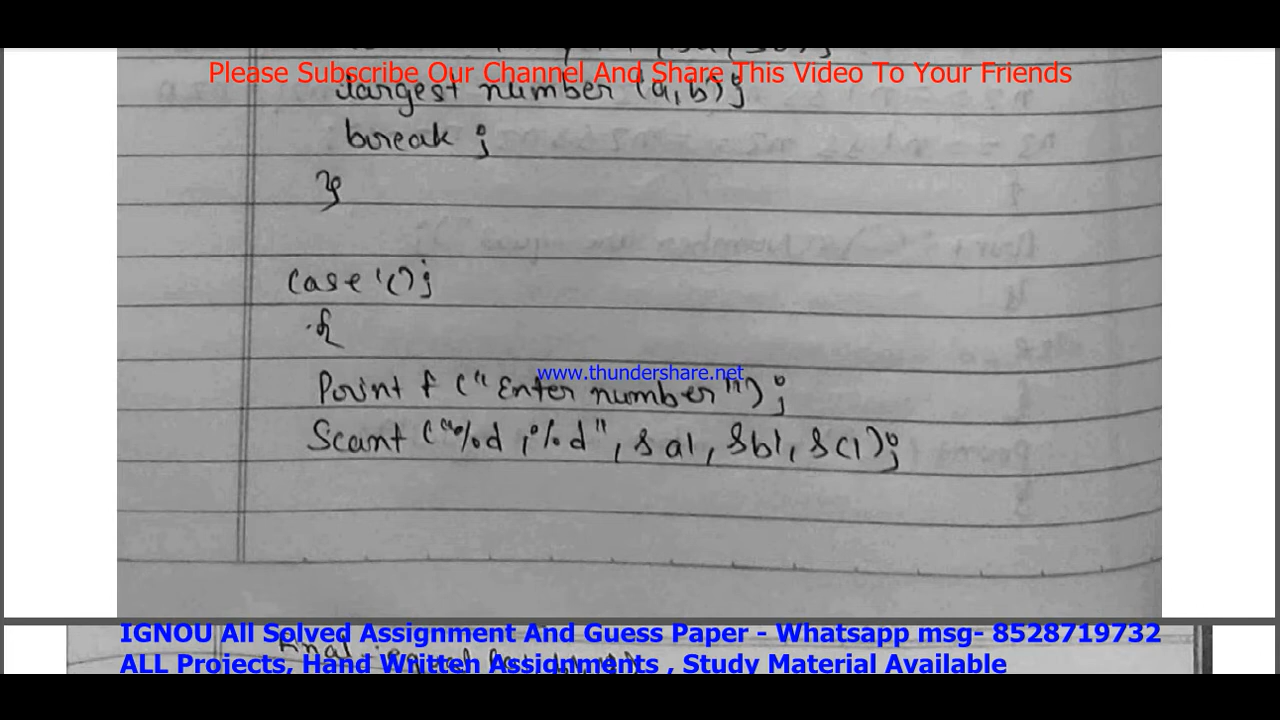 Please Subscribe Our Channel And Share This Video To Your Friends
largest number (a,b);
break ;
}
case '();
{
Print f ("Enter number"");
Scant ("%d ,%d", &a1, &b1, &c1);
www.thundershare.net
IGNOU All Solved Assignment And Guess Paper - Whatsapp msg- 8528719732
ALL Projects, Hand Written Assignments , Study Material Available